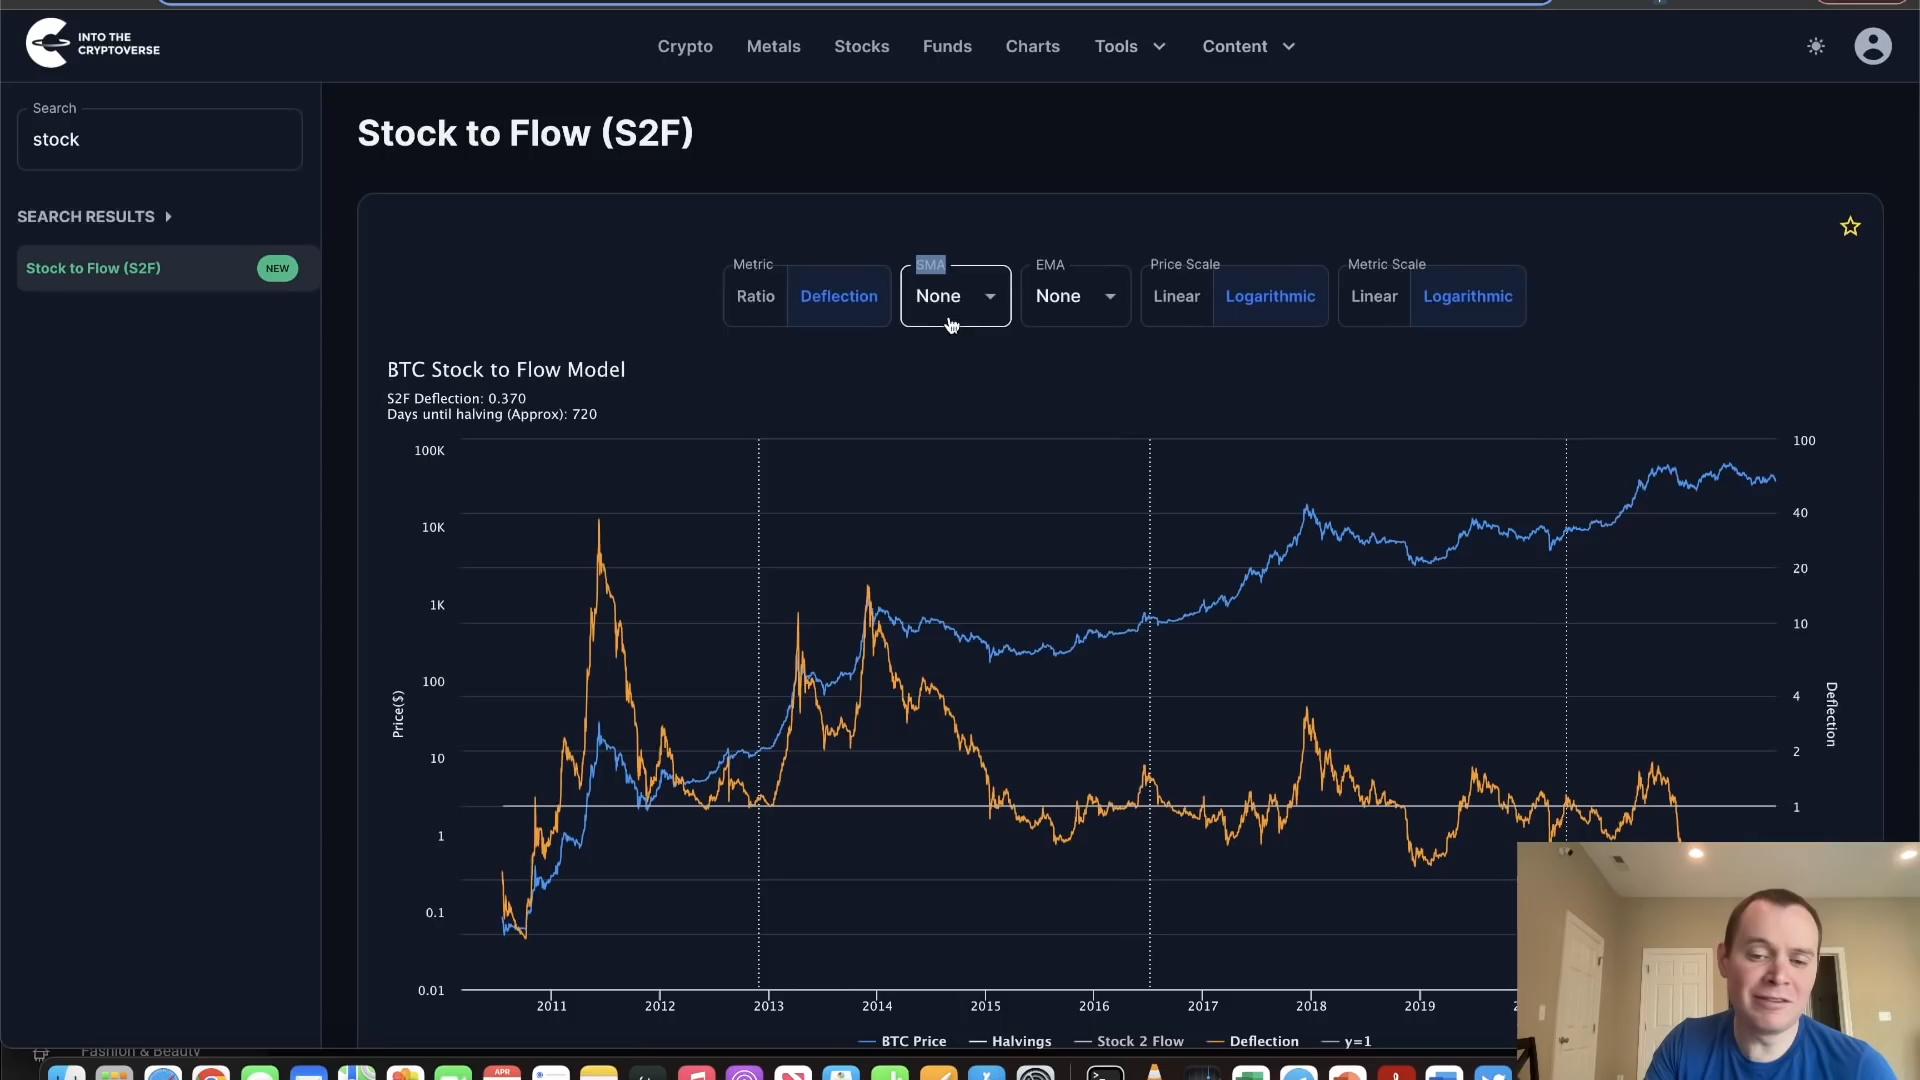 INTO THE
CRYPTOVERSE
Crypto Metals Stocks Funds Charts Tools Content
Search
stock
SEARCH RESULTS
Stock to Flow (S2F) NEW
Stock to Flow (S2F)
Metric SMA EMA Price Scale Metric Scale
Ratio Deflection None None Linear Logarithmic Linear Logarithmic
BTC Stock to Flow Model
S2F Deflection: 0.370
Days until halving (Approx): 720
100K
10K
1K
100
10
1
0.1
0.01
Price($)
100
40
20
10
4
2
1
Deflection
2011 2012 2013 2014 2015 2016 2017 2018 2019
BTC Price Halvings Stock 2 Flow Deflection y=1
Fashion & Beauty
APR